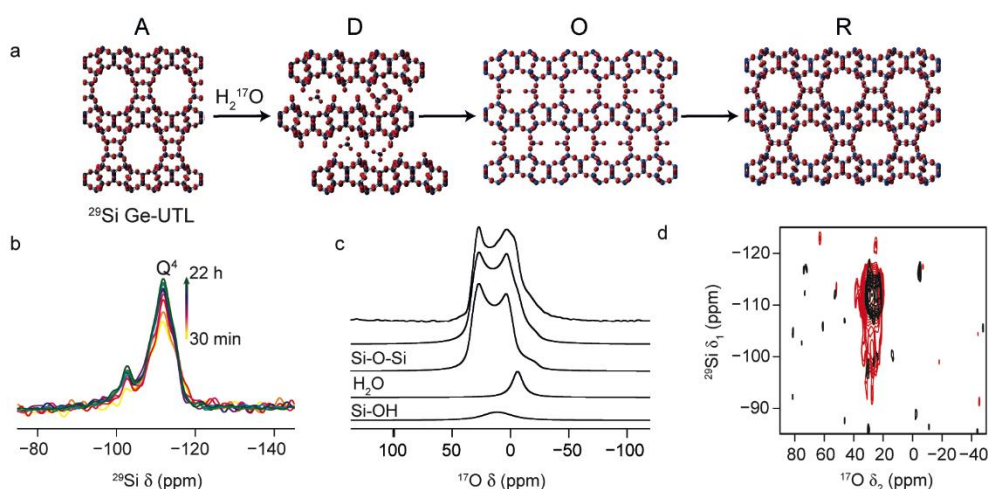 A D O R
a
H₂¹⁷O
²⁹Si Ge-UTL
b
Q⁴
22 h
30 min
−80 −100 −120 −140
²⁹Si δ (ppm)
c
Si-O-Si
H₂O
Si-OH
100 50 0 −50 −100
¹⁷O δ (ppm)
d
−120
−110
−100
−90
²⁹Si δ₁ (ppm)
80 60 40 20 0 −20 −40
¹⁷O δ₂ (ppm)